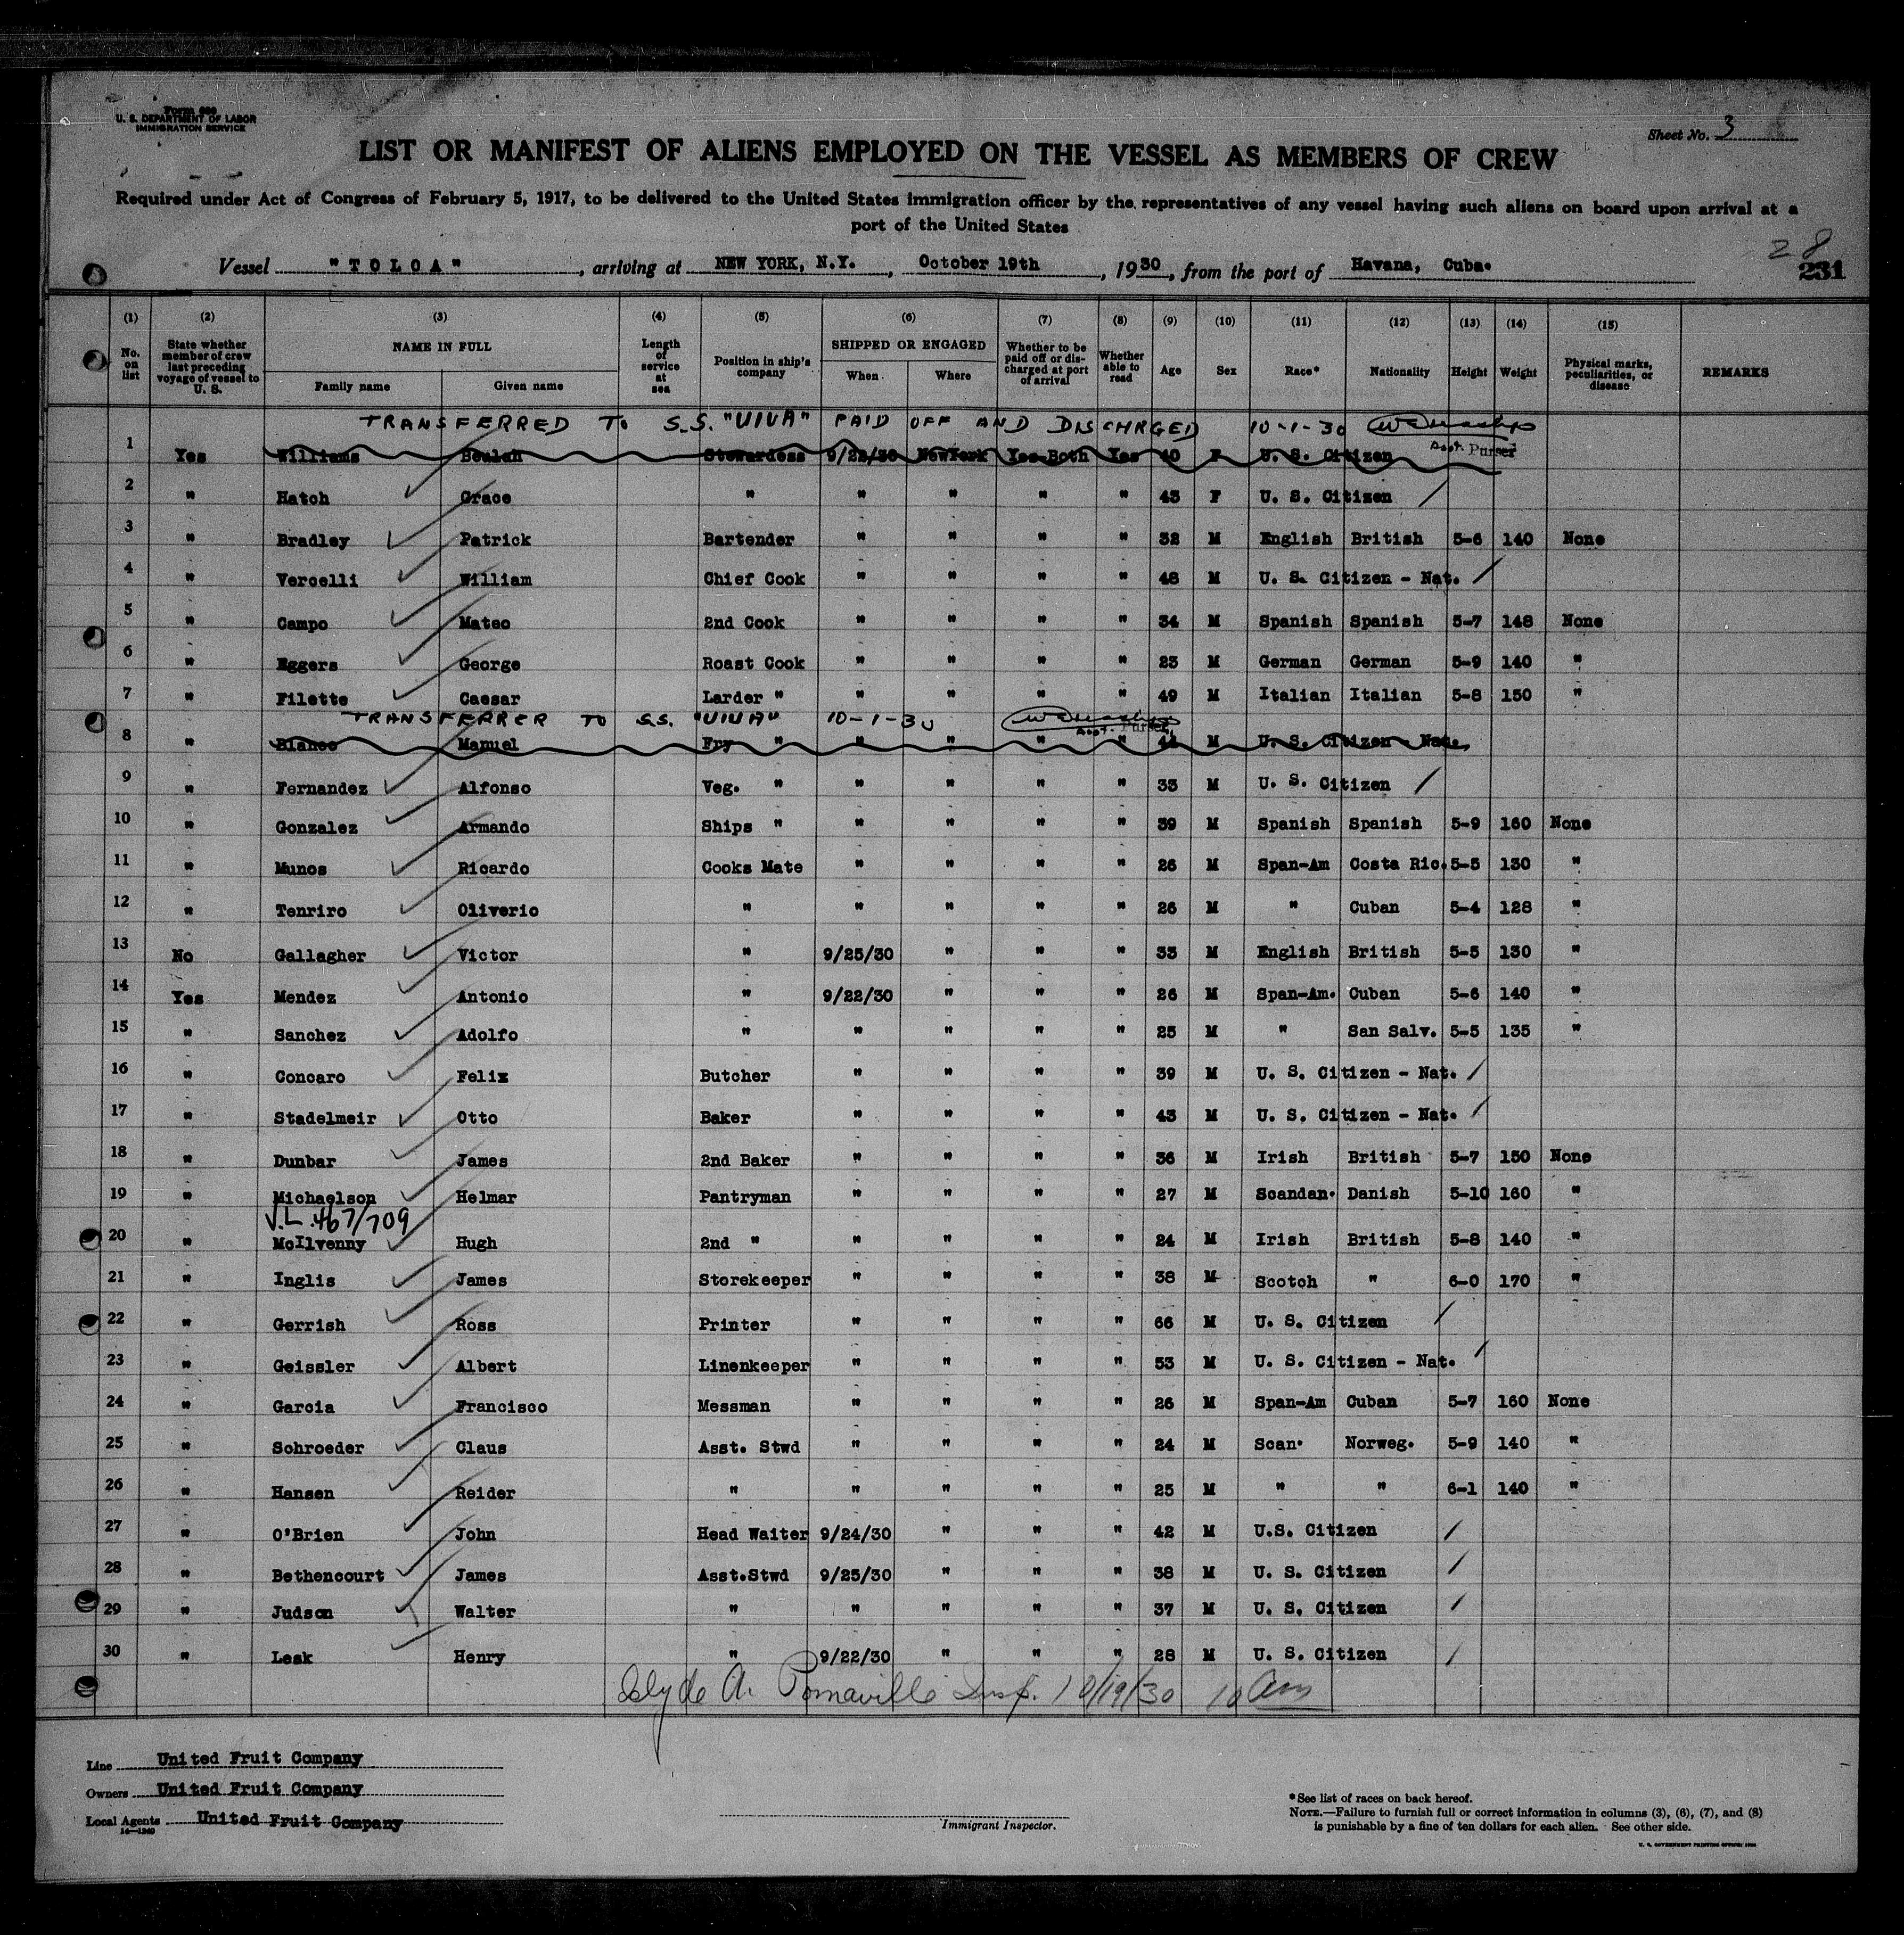 Form 689
U. S. DEPARTMENT OF LABOR
IMMIGRATION SERVICE
Sheet No. 3
LIST OR MANIFEST OF ALIENS EMPLOYED ON THE VESSEL AS MEMBERS OF CREW
Required under Act of Congress of February 5, 1917, to be delivered to the United States immigration officer by the representatives of any vessel having such aliens on board upon arrival at a
port of the United States
28
Vessel "TOLOA", arriving at NEW YORK, N.Y., October 19th, 1930, from the port of Havana, Cuba.
231
(1) (2) (3) (4) (5) (6) (7) (8) (9) (10) (11) (12) (13) (14) (15)
No. on list | State whether member of crew last preceding voyage of vessel to U. S. | NAME IN FULL Family name Given name | Length of service at sea | Position in ship's company | SHIPPED OR ENGAGED When Where | Whether to be paid off or discharged at port of arrival | Whether able to read | Age | Sex | Race* | Nationality | Height | Weight | Physical marks, peculiarities, or disease | REMARKS
TRANSFERRED TO S.S. "VIVA" PAID OFF AND DISCHRGED 10-1-30
Asst. Purser
1 Yes Williams Beulah Stewardess 9/22/30 NewYork Yes-Both Yes 40 F U. S. Citizen
2 " Hatch Grace " " " " " 43 F U. S. Citizen
3 " Bradley Patrick Bartender " " " " 32 M English British 5-6 140 None
4 " Vercelli William Chief Cook " " " " 48 M U. S. Citizen - Nat.
5 " Campo Mateo 2nd Cook " " " " 34 M Spanish Spanish 5-7 148 None
6 " Eggers George Roast Cook " " " " 23 M German German 5-9 140 "
7 " Filette Caesar Larder " " " " " 49 M Italian Italian 5-8 150 "
TRANSFERRER TO S.S. "VIVA" 10-1-30
Asst. Purser
8 " Blanco Manuel Fry " " " " " M U. S. Citizen - Nat.
9 " Fernandez Alfonso Veg. " " " " " 33 M U. S. Citizen
10 " Gonzalez Armando Ships " " " " " 39 M Spanish Spanish 5-9 160 None
11 " Munos Ricardo Cooks Mate " " " " 26 M Span-Am Costa Ric. 5-5 130 "
12 " Tenriro Oliverio " " " " " 26 M " Cuban 5-4 128 "
13 No Gallagher Victor " 9/25/30 " " " 33 M English British 5-5 130 "
14 Yes Mendez Antonio " 9/22/30 " " " 26 M Span-Am. Cuban 5-6 140 "
15 " Sanchez Adolfo " " " " " 25 M " San Salv. 5-5 135 "
16 " Concaro Felix Butcher " " " " 39 M U. S. Citizen - Nat.
17 " Stadelmeir Otto Baker " " " " 43 M U. S. Citizen - Nat.
18 " Dunbar James 2nd Baker " " " " 36 M Irish British 5-7 150 None
19 " Michaelson Helmar Pantryman " " " " 27 M Scandan. Danish 5-10 160 "
V.L. 467/709
20 " McIlvenny Hugh 2nd " " " " " 24 M Irish British 5-8 140 "
21 " Inglis James Storekeeper " " " " 38 M Scotch " 6-0 170 "
22 " Gerrish Ross Printer " " " " 66 M U. S. Citizen
23 " Geissler Albert Linenkeeper " " " " 53 M U. S. Citizen - Nat.
24 " Garcia Francisco Messman " " " " 26 M Span-Am Cuban 5-7 160 None
25 " Schroeder Claus Asst. Stwd " " " " 24 M Scan. Norweg. 5-9 140 "
26 " Hansen Reider " " " " " 25 M " " 6-1 140 "
27 " O'Brien John Head Waiter 9/24/30 " " " 42 M U.S. Citizen
28 " Bethencourt James Asst.Stwd 9/25/30 " " " 38 M U. S. Citizen
29 " Judson Walter " " " " " 37 M U. S. Citizen
30 " Lesk Henry " 9/22/30 " " " 28 M U. S. Citizen
Clyde A. Pomaville Insp. 10/19/30 10 am
Line United Fruit Company
Owners United Fruit Company
Local Agents United Fruit Company
14-1240
Immigrant Inspector.
*See list of races on back hereof.
NOTE.—Failure to furnish full or correct information in columns (3), (6), (7), and (8)
is punishable by a fine of ten dollars for each alien. See other side.
U. S. GOVERNMENT PRINTING OFFICE